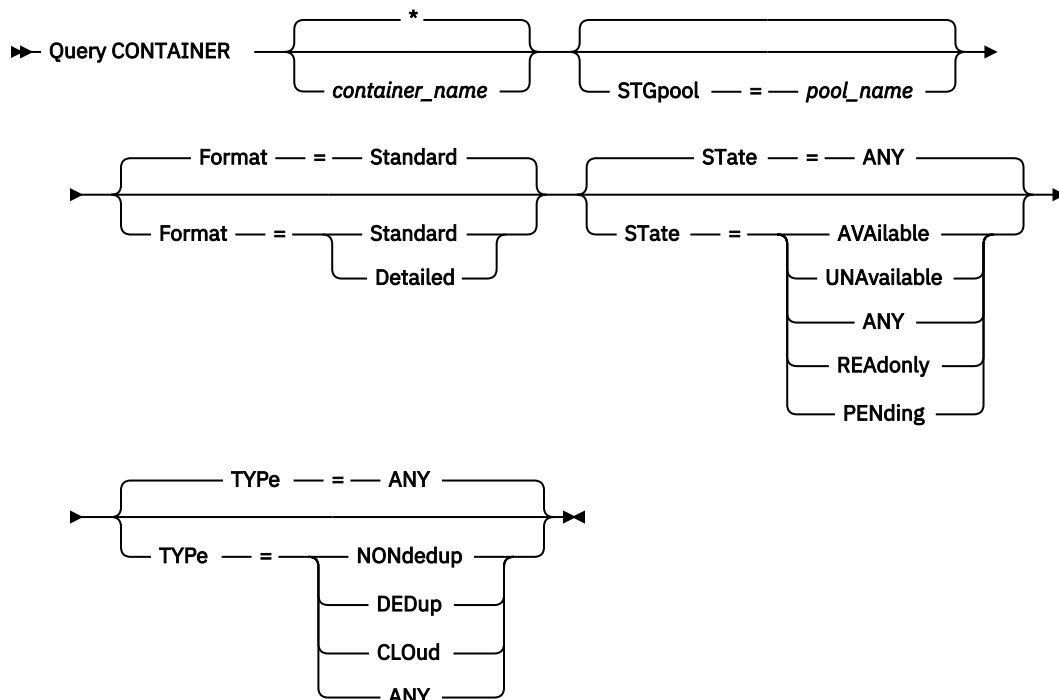 *
Query CONTAINER
container_name STGpool = pool_name
Format = Standard STate = ANY
Format = Standard STate = AVAilable
Detailed UNAvailable
ANY
REAdonly
PENding
TYPe = ANY
TYPe = NONdedup
DEDup
CLOud
ANY